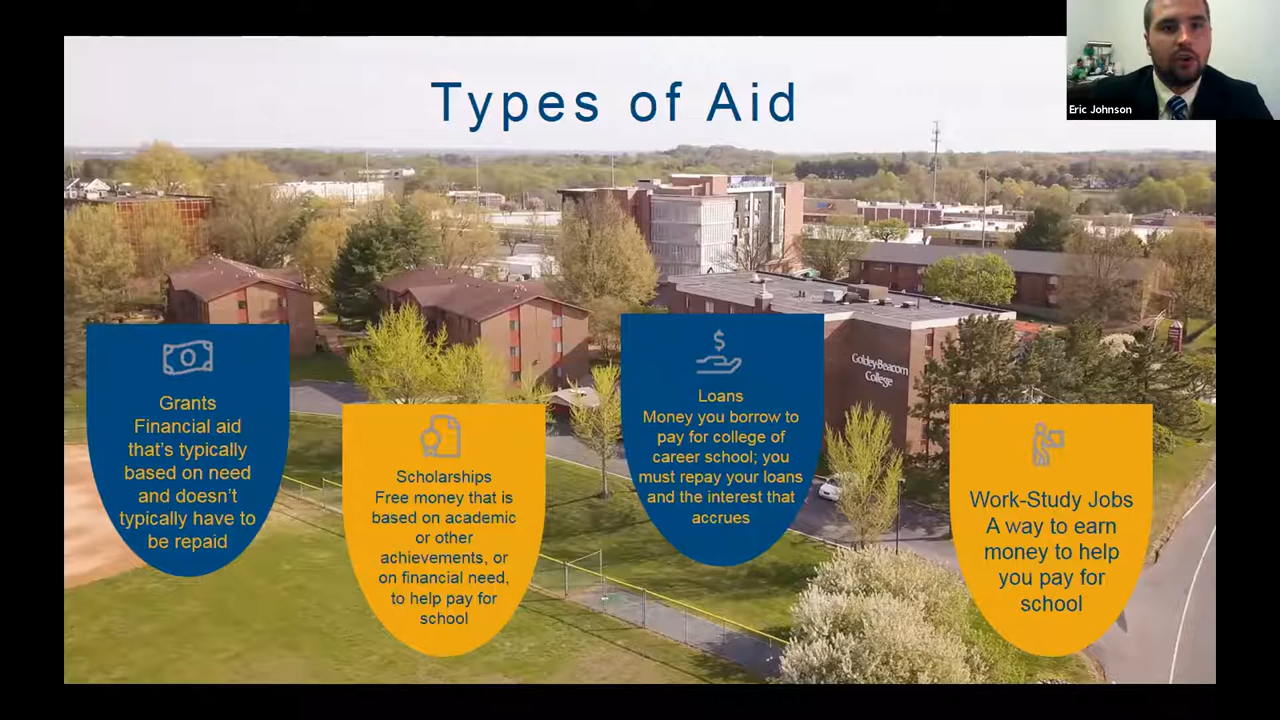 Types of Aid
Eric Johnson
Grants
Financial aid
that's typically
based on need
and doesn't
typically have to
be repaid
Scholarships
Free money that is
based on academic
or other
achievements, or
on financial need,
to help pay for
school
$
Loans
Money you borrow to
pay for college of
career school; you
must repay your loans
and the interest that
accrues
Goldey-Beacom
College
Work-Study Jobs
A way to earn
money to help
you pay for
school